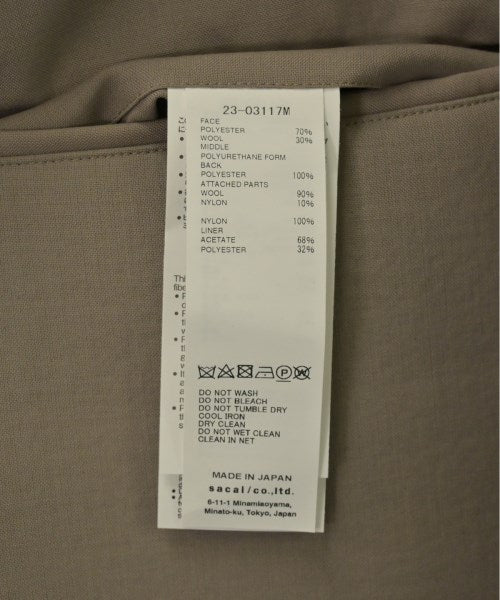 23-03117M
FACE
POLYESTER 70%
WOOL 30%
MIDDLE
POLYURETHANE FORM
BACK
POLYESTER 100%
ATTACHED PARTS
WOOL 90%
NYLON 10%
NYLON 100%
LINER
ACETATE 68%
POLYESTER 32%
DO NOT WASH
DO NOT BLEACH
DO NOT TUMBLE DRY
COOL IRON
DRY CLEAN
DO NOT WET CLEAN
CLEAN IN NET
MADE IN JAPAN
sacai/co.,ltd.
6-11-1 Minamiaoyama,
Minato-ku, Tokyo, Japan